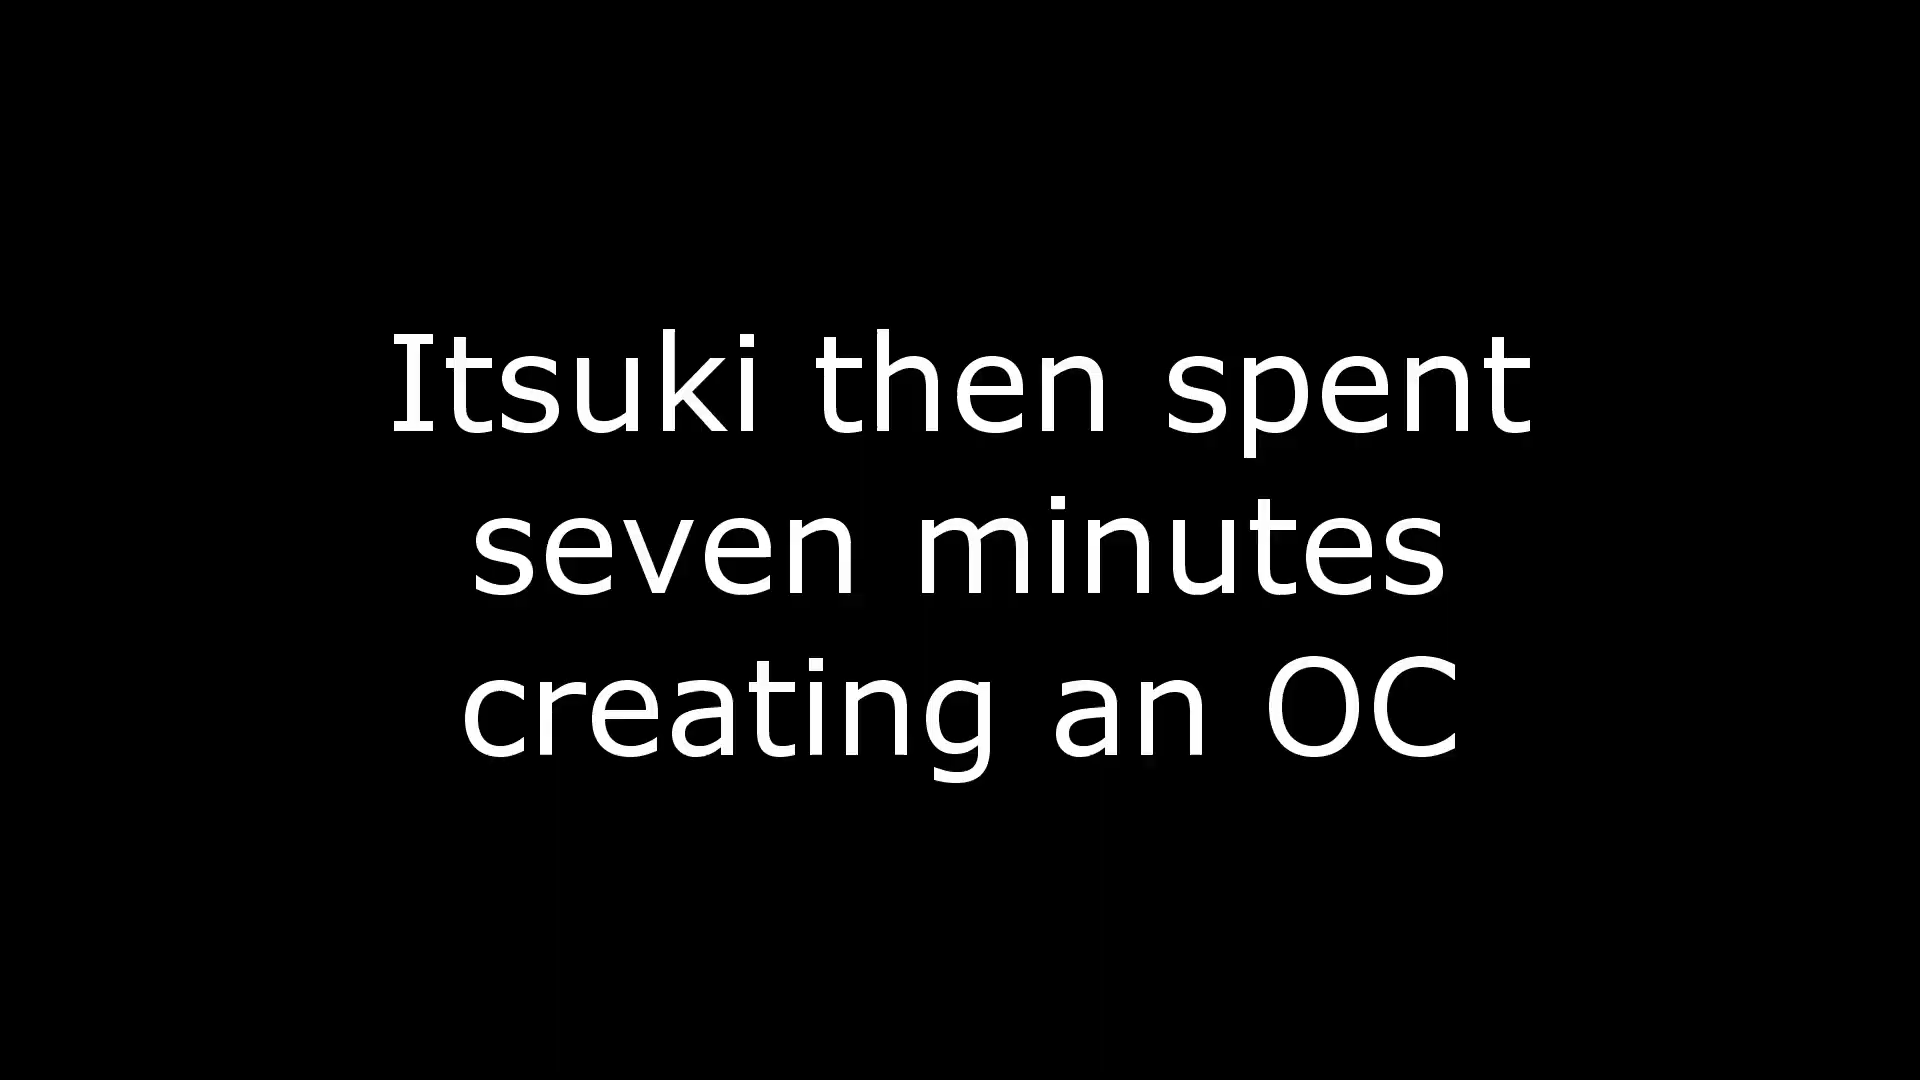 Itsuki then spent
seven minutes
creating an OC